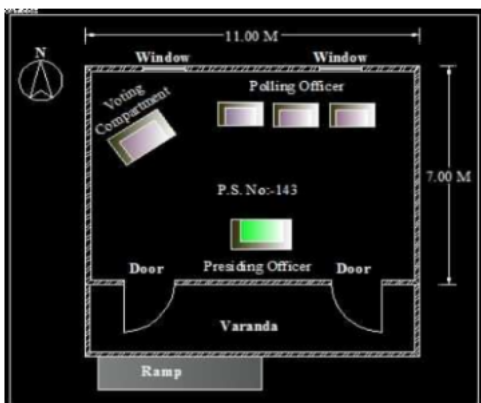 11.00 M
N
Window
Window
Voting
Compartment
Polling Officer
7.00 M
P.S. No:-143
Door
Presiding Officer
Door
Varanda
Ramp